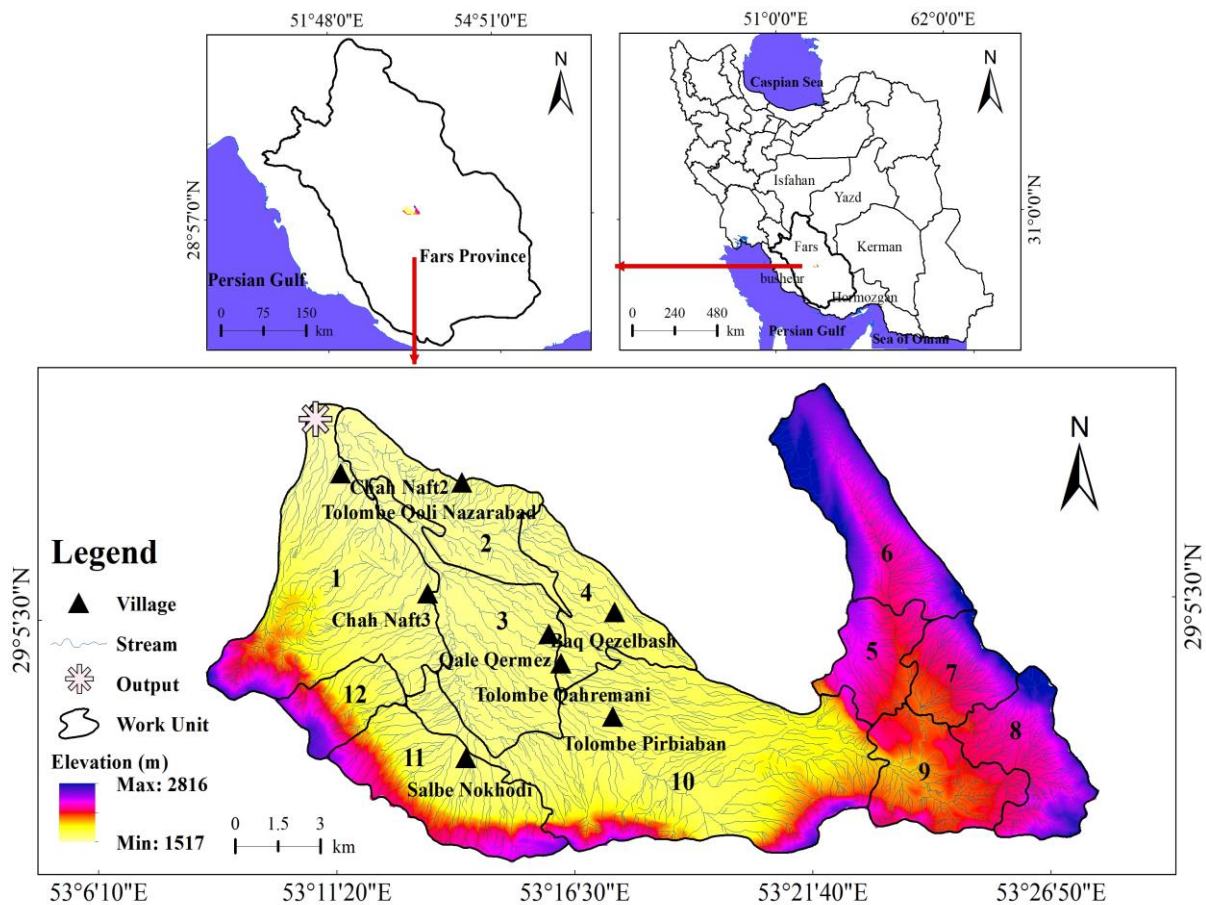 51°48'0"E
54°51'0"E
N
28°57'0"N
Fars Province
Persian Gulf
0 75 150
km
51°0'0"E
62°0'0"E
N
Caspian Sea
Isfahan
Yazd
31°0'0"N
Fars
Kerman
bushehr
Hormozgan
0 240 480
km
Persian Gulf
Sea of Oman
N
Chah Naft2
Tolombe Qoli Nazarabad
2
6
Legend
1
4
Village
29°5'30"N
29°5'30"N
Chah Naft3
3
Baq Qezelbash
5
Stream
Qale Qermez
7
Output
12
Tolombe Qahremani
8
Work Unit
Tolombe Pirbiaban
11
10
9
Elevation (m)
Max: 2816
Salbe Nokhodi
Min: 1517
0 1.5 3
km
53°6'10"E
53°11'20"E
53°16'30"E
53°21'40"E
53°26'50"E